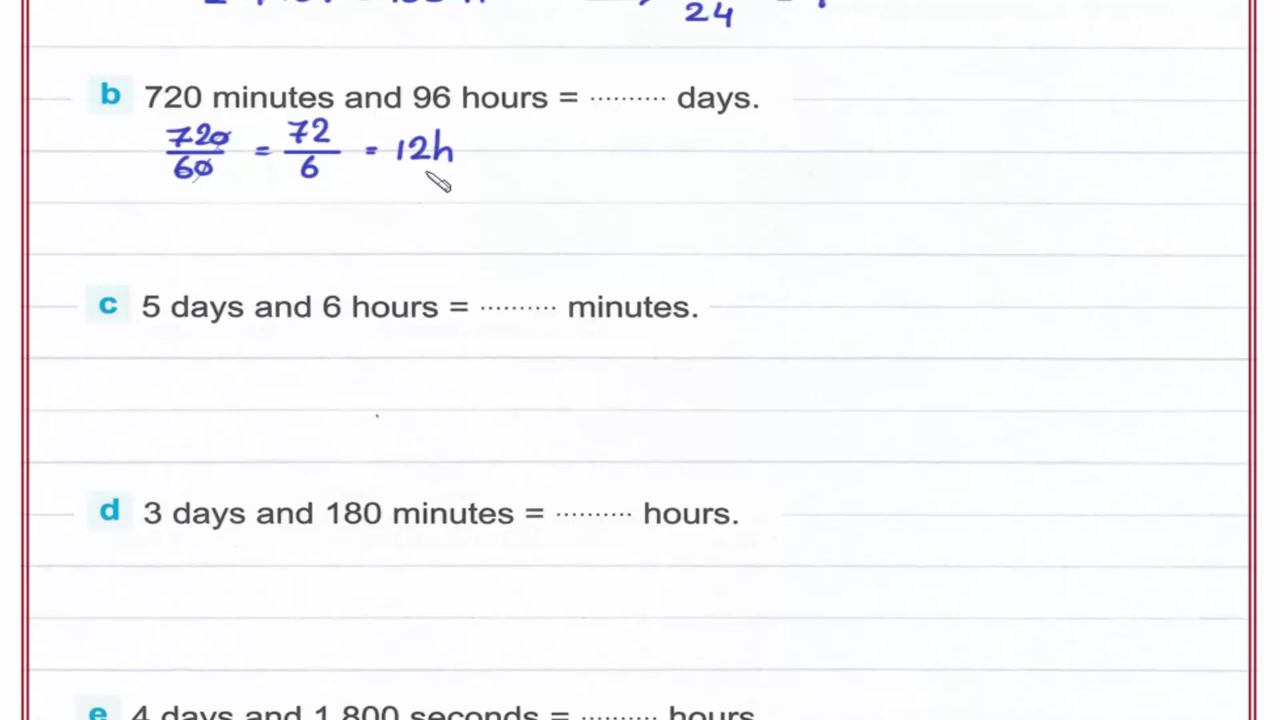 24
b 720 minutes and 96 hours = .......... days.
720/60 = 72/6 = 12h
c 5 days and 6 hours = .......... minutes.
d 3 days and 180 minutes = .......... hours.
e 4 days and 1,800 seconds = .......... hours